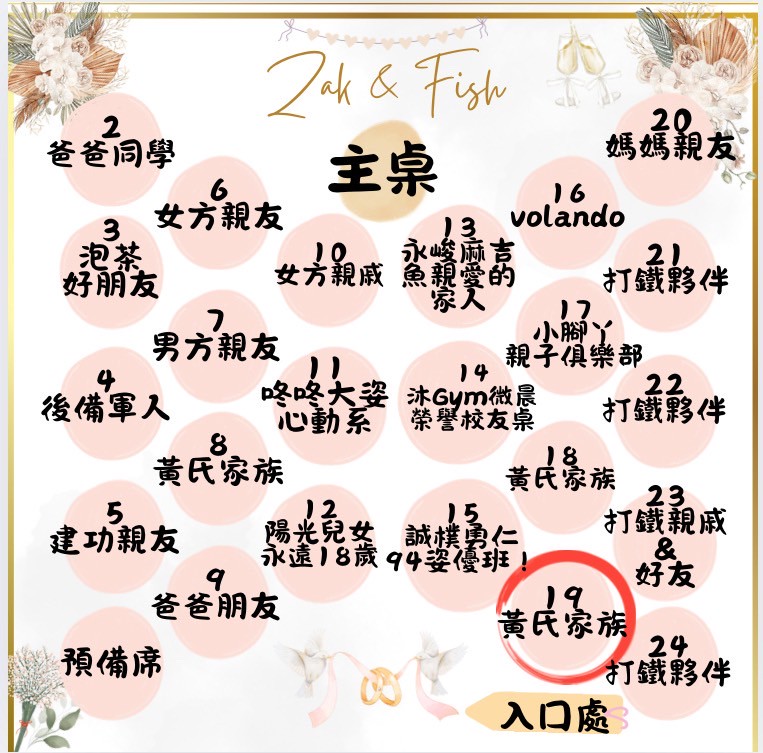 Zak & Fish
主桌
2
爸爸同學
3
泡茶
好朋友
4
後備軍人
5
建功親友
預備席
6
女方親友
7
男方親友
8
黃氏家族
9
爸爸朋友
10
女方親戚
11
咚咚大姿
心動系
12
陽光兒女
永遠18歲
13
永峻麻吉
魚親愛的
家人
14
沐Gym微晨
榮譽校友桌
15
誠樸勇仁
94姿優班!
16
volando
17
小腳丫
親子俱樂部
18
黃氏家族
19
黃氏家族
20
媽媽親友
21
打鐵夥伴
22
打鐵夥伴
23
打鐵親戚
&
好友
24
打鐵夥伴
入口處